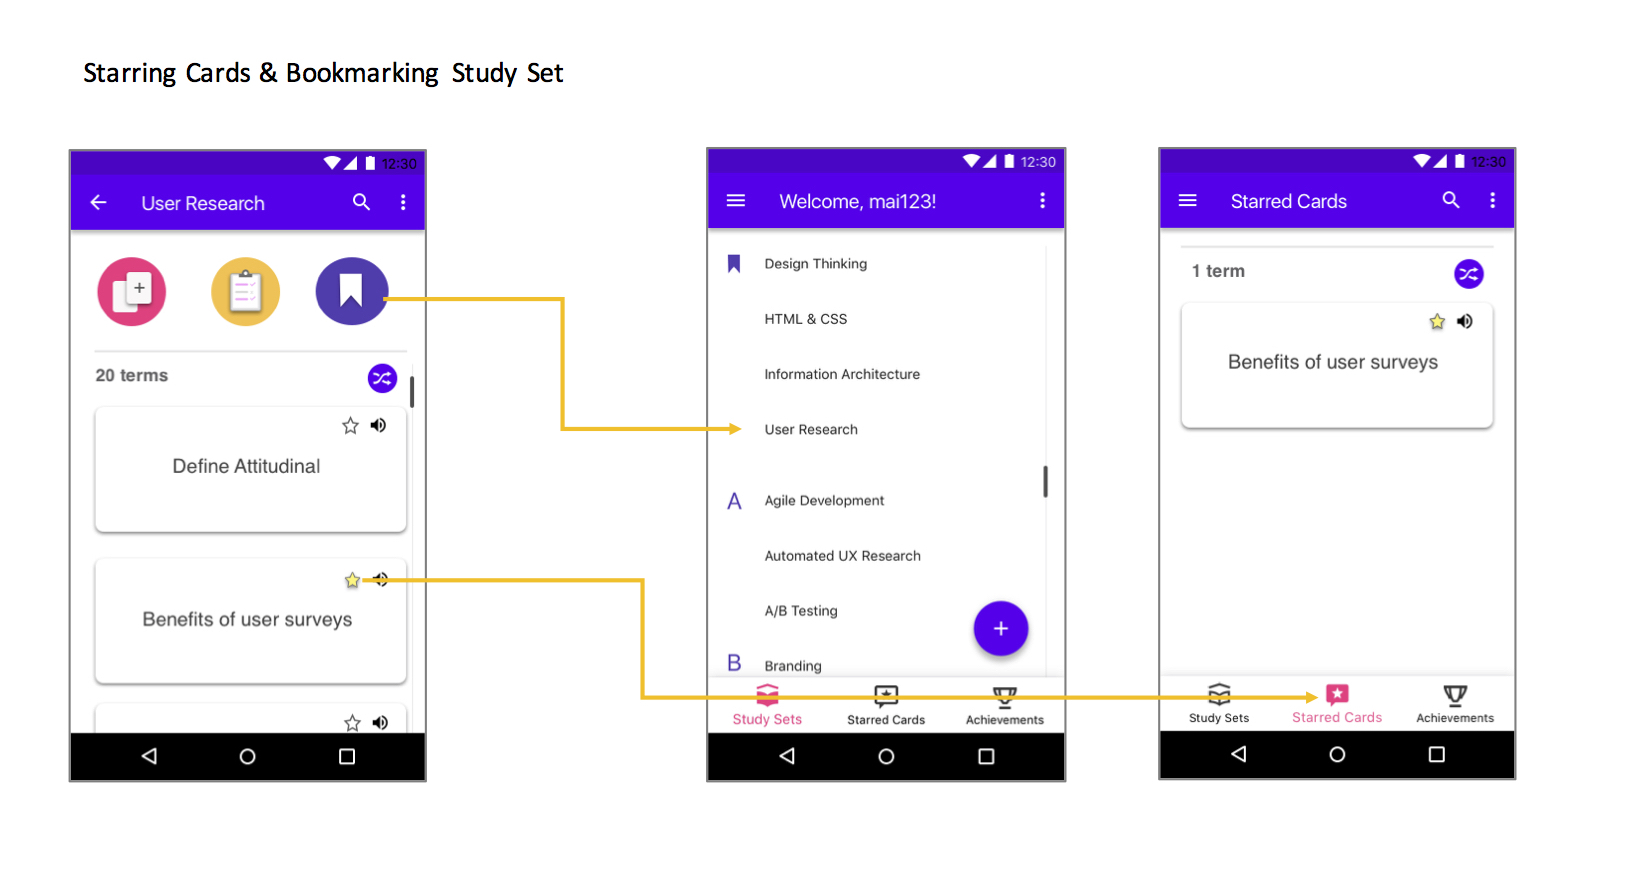 Starring Cards & Bookmarking Study Set
12:30
User Research
20 terms
Define Attitudinal
Benefits of user surveys
12:30
Welcome, mai123!
Design Thinking
HTML & CSS
Information Architecture
User Research
A
Agile Development
Automated UX Research
A/B Testing
B
Branding
Study Sets
Starred Cards
Achievements
12:30
Starred Cards
1 term
Benefits of user surveys
Study Sets
Starred Cards
Achievements